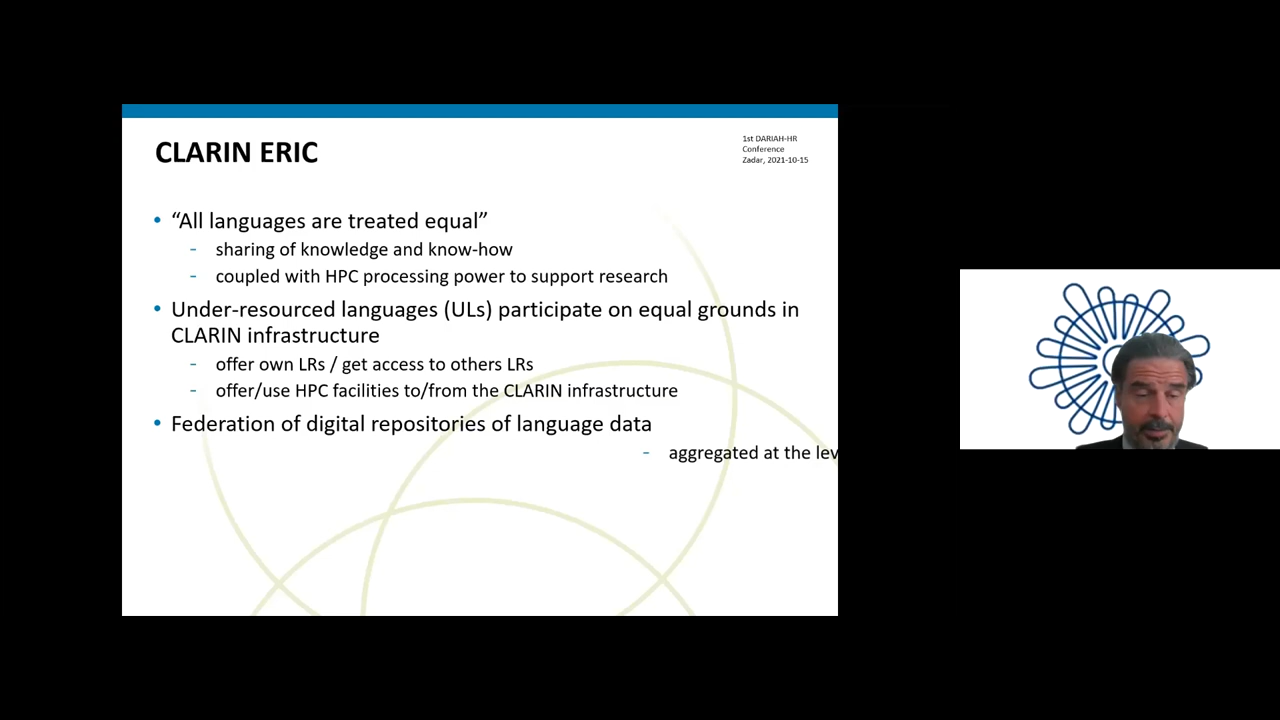 CLARIN ERIC
1st DARIAH-HR
Conference
Zadar, 2021-10-15
• “All languages are treated equal”
- sharing of knowledge and know-how
- coupled with HPC processing power to support research
• Under-resourced languages (ULs) participate on equal grounds in
CLARIN infrastructure
- offer own LRs / get access to others LRs
- offer/use HPC facilities to/from the CLARIN infrastructure
• Federation of digital repositories of language data
- aggregated at the lev